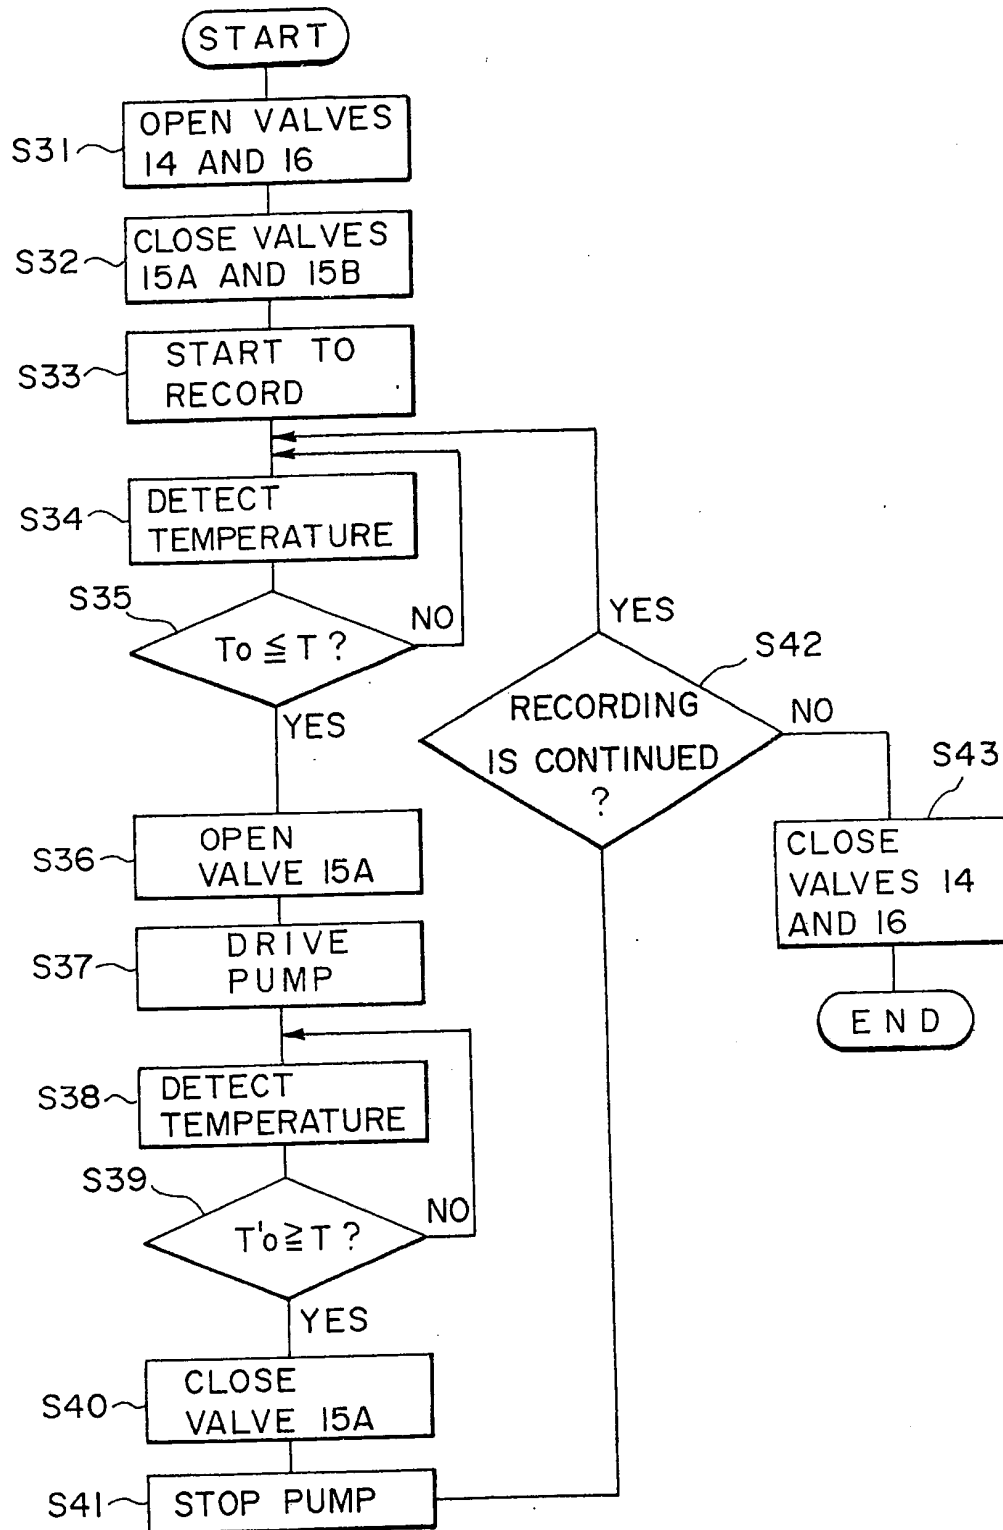 START
S31
OPEN VALVES
14 AND 16
S32
CLOSE VALVES
15A AND 15B
S33
START TO
RECORD
S34
DETECT
TEMPERATURE
S35
To ≦ T ?
NO
YES
S36
OPEN
VALVE 15A
S37
DRIVE
PUMP
S38
DETECT
TEMPERATURE
S39
T'o ≧ T ?
NO
YES
S40
CLOSE
VALVE 15A
S41
STOP PUMP
S42
RECORDING
IS CONTINUED
?
YES
NO
S43
CLOSE
VALVES 14
AND 16
END